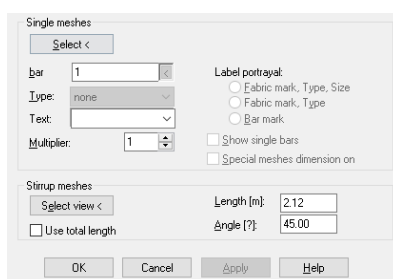 Single meshes
Select <
bar 1 <
Type: none
Text:
Multiplier: 1
Label portrayal:
Fabric mark, Type, Size
Fabric mark, Type
Bar mark
Show single bars
Special meshes dimension on
Stirrup meshes
Select view <
Use total length
Length [m]: 2.12
Angle [?]: 45.00
OK Cancel Apply Help